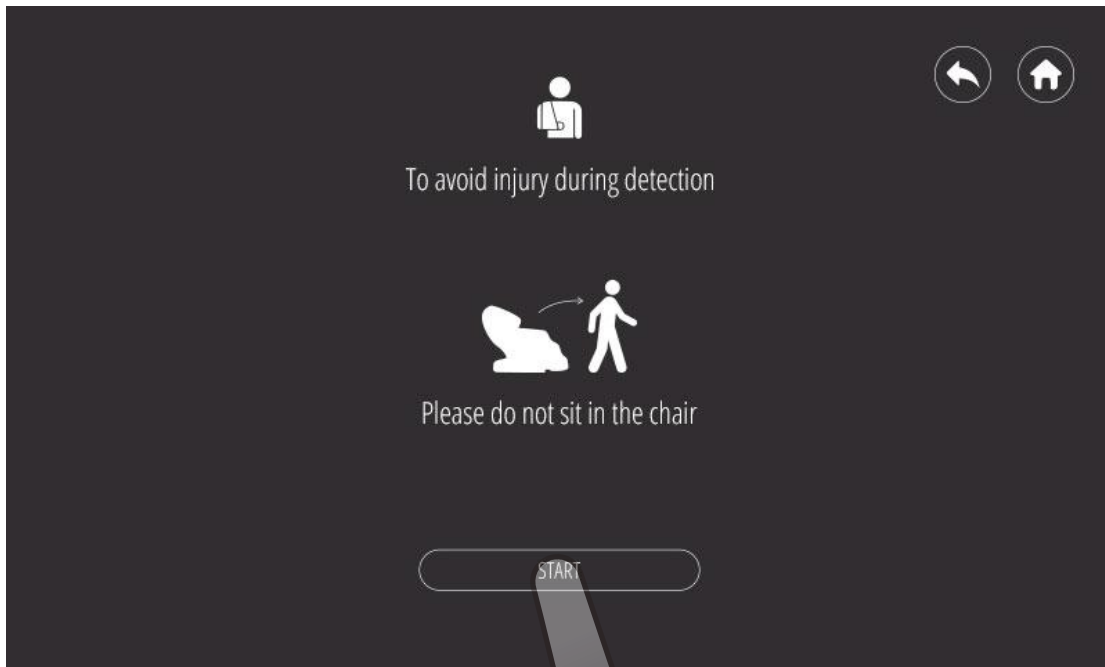 To avoid injury during detection
Please do not sit in the chair
START